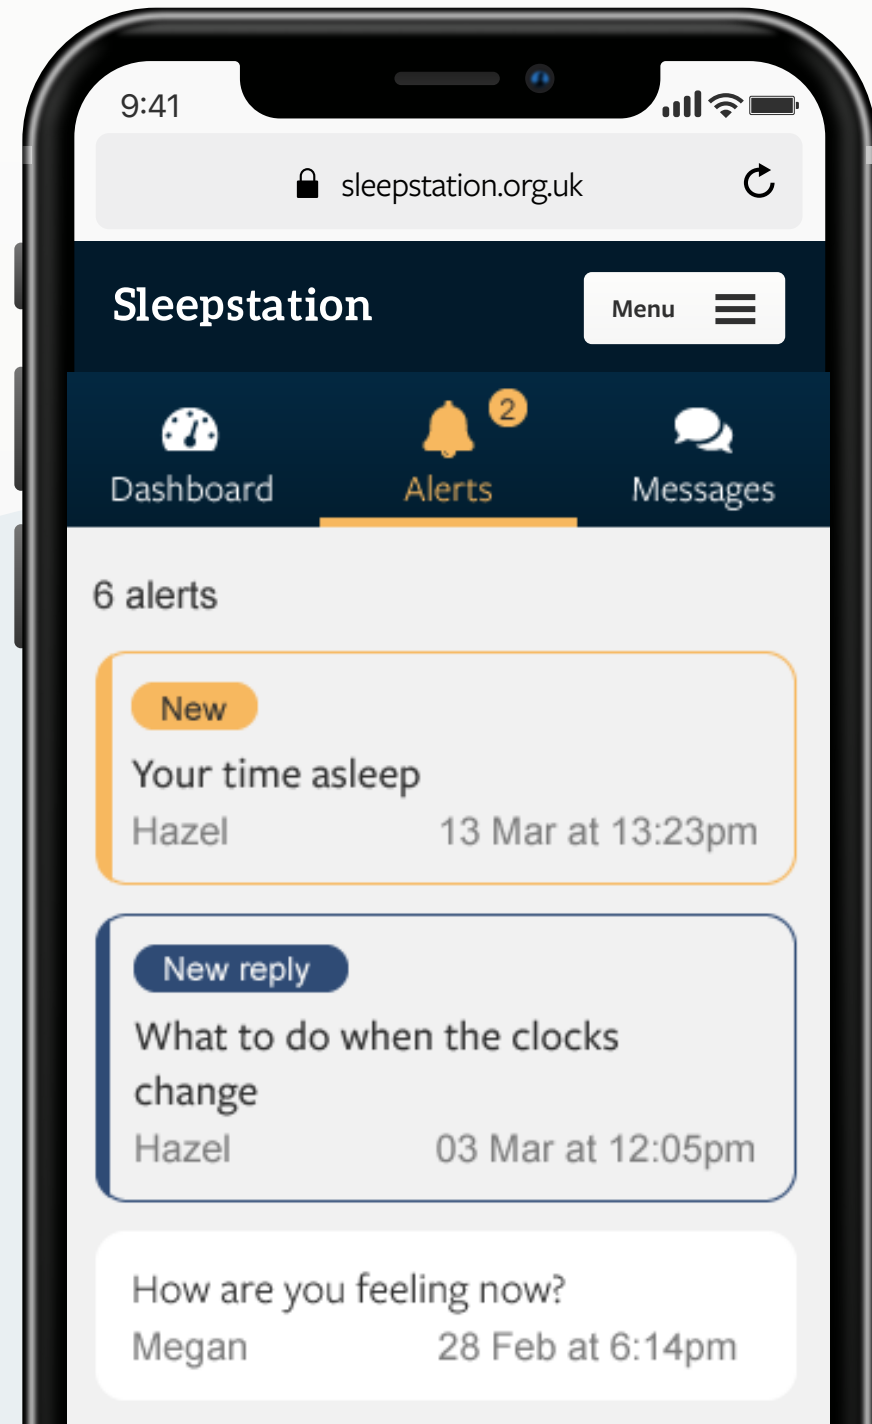 9:41
sleepstation.org.uk
Sleepstation
Menu
2
Dashboard
Alerts
Messages
6 alerts
New
Your time asleep
Hazel
13 Mar at 13:23pm
New reply
What to do when the clocks
change
Hazel
03 Mar at 12:05pm
How are you feeling now?
Megan
28 Feb at 6:14pm